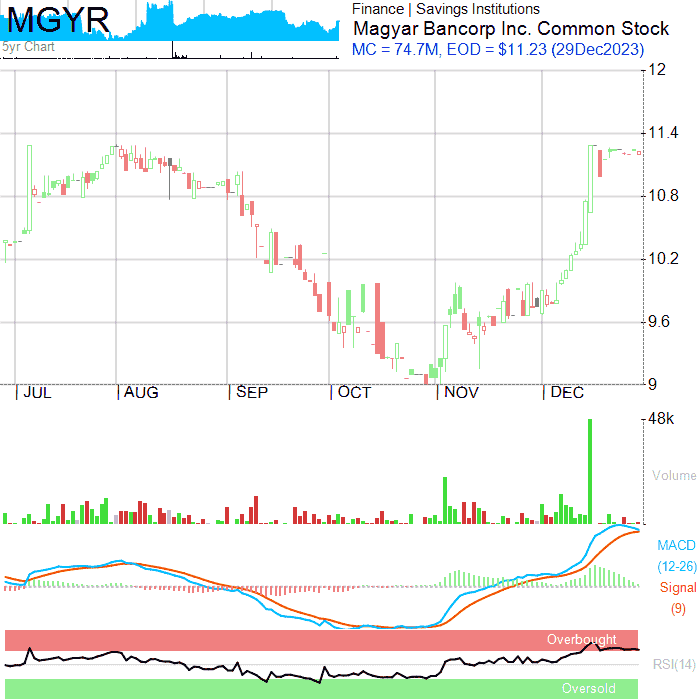 MGYR
5yr Chart
Finance | Savings Institutions
Magyar Bancorp Inc. Common Stock
MC = 74.7M, EOD = $11.23 (29Dec2023)
12
11.4
10.8
10.2
9.6
9
JUL AUG SEP OCT NOV DEC
48k
Volume
MACD
(12-26)
Signal
(9)
Overbought
RSI(14)
Oversold